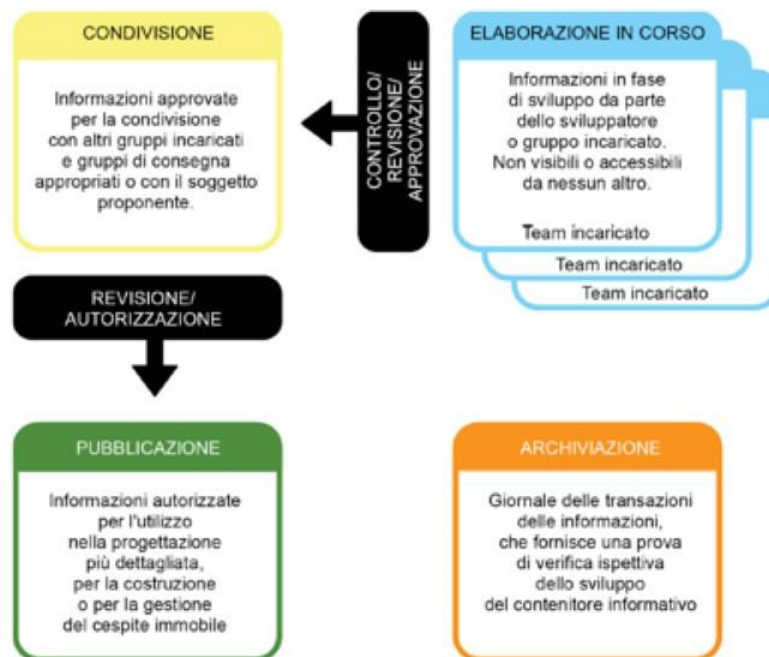 CONDIVISIONE
Informazioni approvate
per la condivisione
con altri gruppi incaricati
e gruppi di consegna
appropriati o con il soggetto
proponente.
CONTROLLO/
REVISIONE/
APPROVAZIONE
ELABORAZIONE IN CORSO
Informazioni in fase
di sviluppo da parte
dello sviluppatore
o gruppo incaricato.
Non visibili o accessibili
da nessun altro.
Team incaricato
Team incaricato
Team incaricato
REVISIONE/
AUTORIZZAZIONE
PUBBLICAZIONE
Informazioni autorizzate
per l'utilizzo
nella progettazione
più dettagliata,
per la costruzione
o per la gestione
del cespite immobile
ARCHIVIAZIONE
Giornale delle transazioni
delle informazioni,
che fornisce una prova
di verifica ispettiva
dello sviluppo
del contenitore informativo